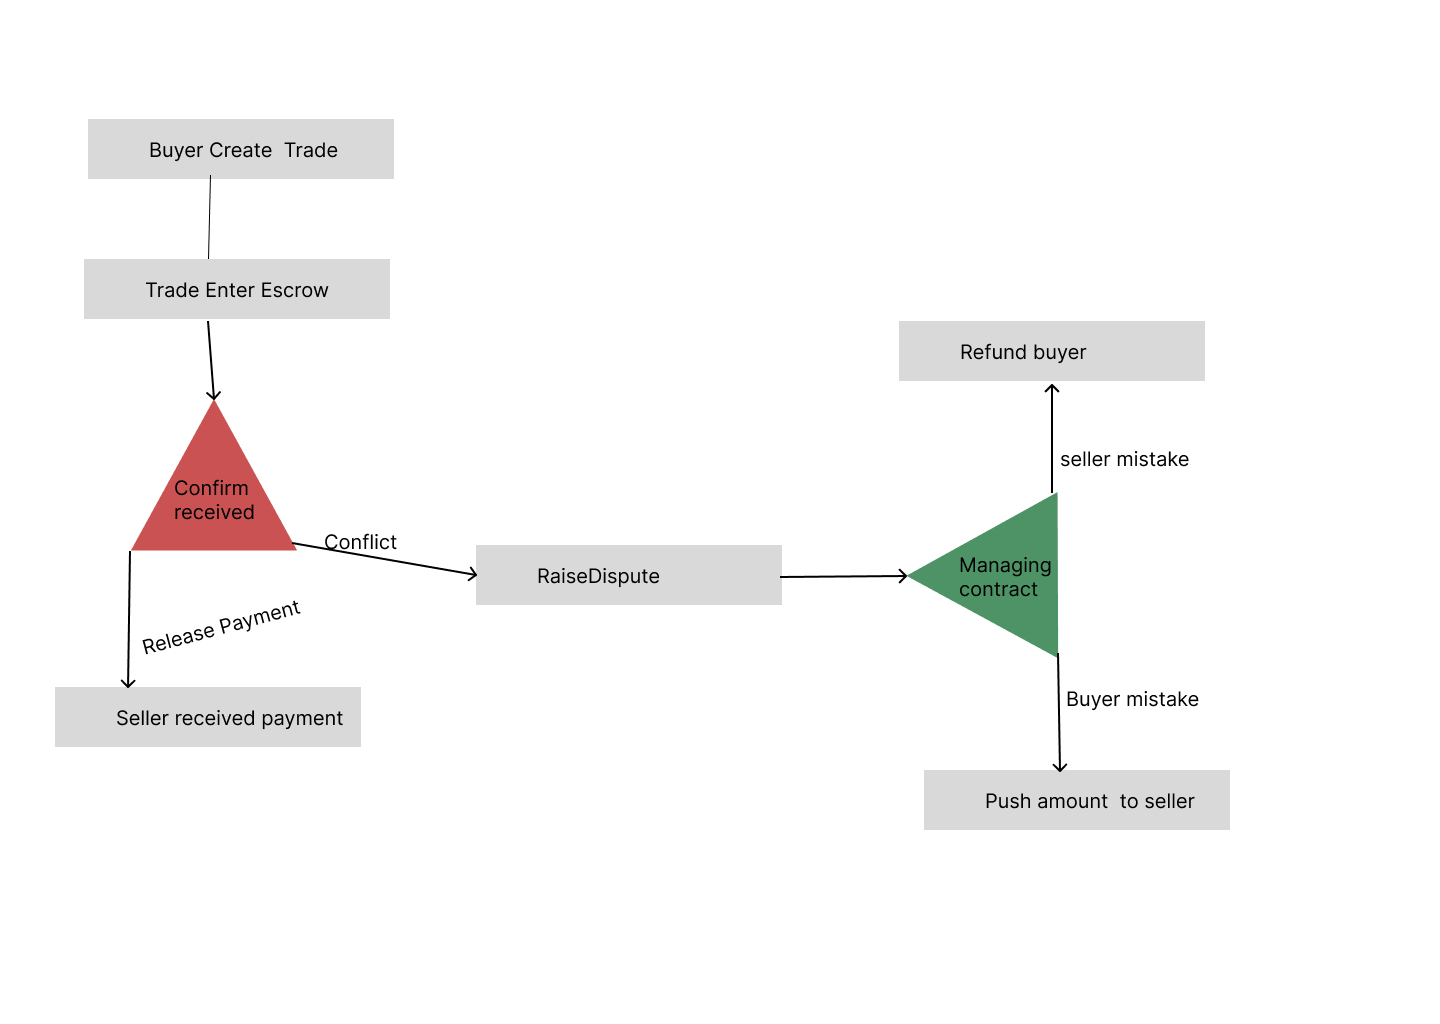 Buyer Create  Trade
Trade Enter Escrow
Confirm
received
Conflict
Release Payment
Seller received payment
RaiseDispute
Managing
contract
Refund buyer
seller mistake
Buyer mistake
Push amount  to seller